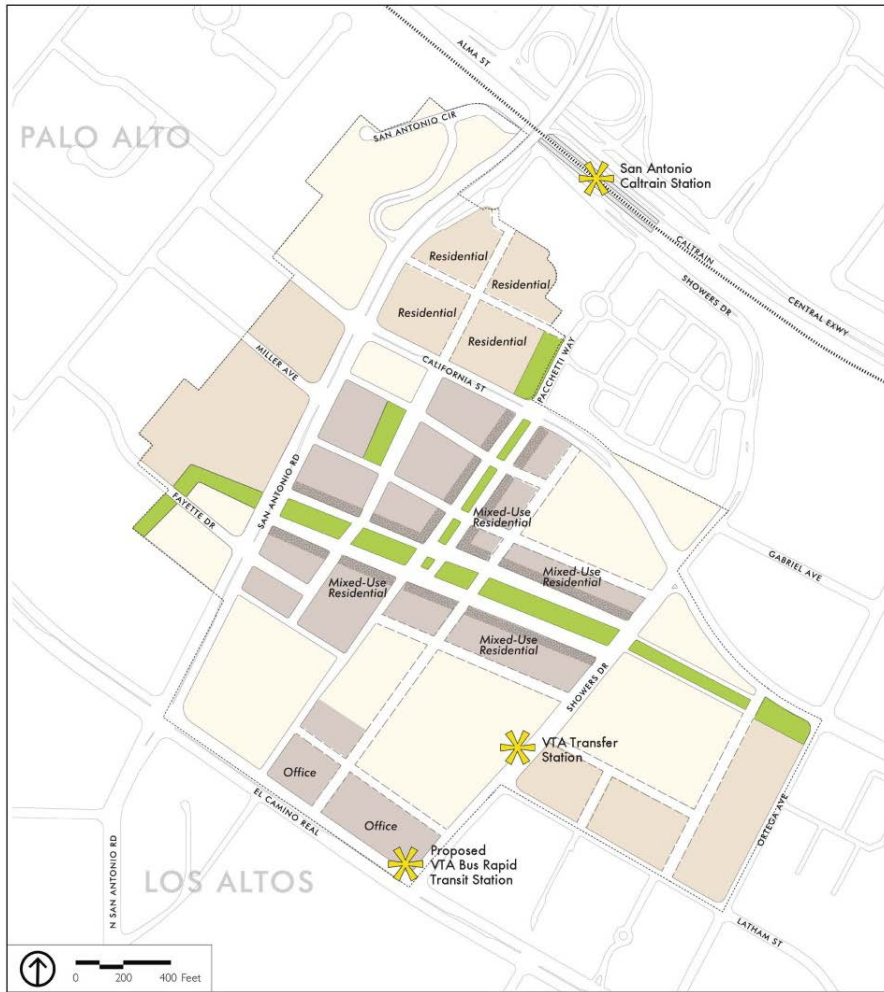 ALMA ST
SAN ANTONIO CIR
PALO ALTO
San Antonio
Caltrain Station
CALTRAIN
CENTRAL EXWY
SHOWERS DR
Residential
Residential
Residential
Residential
PACCHETTI WAY
CALIFORNIA ST
MILLER AVE
SAN ANTONIO RD
FAYETTE DR
Mixed-Use
Residential
GABRIEL AVE
Mixed-Use
Residential
Mixed-Use
Residential
Mixed-Use
Residential
SHOWERS DR
VTA Transfer
Station
Office
EL CAMINO REAL
Office
ORTEGA AVE
Proposed
VTA Bus Rapid
Transit Station
N SAN ANTONIO RD
LOS ALTOS
LATHAM ST
0 200 400 Feet